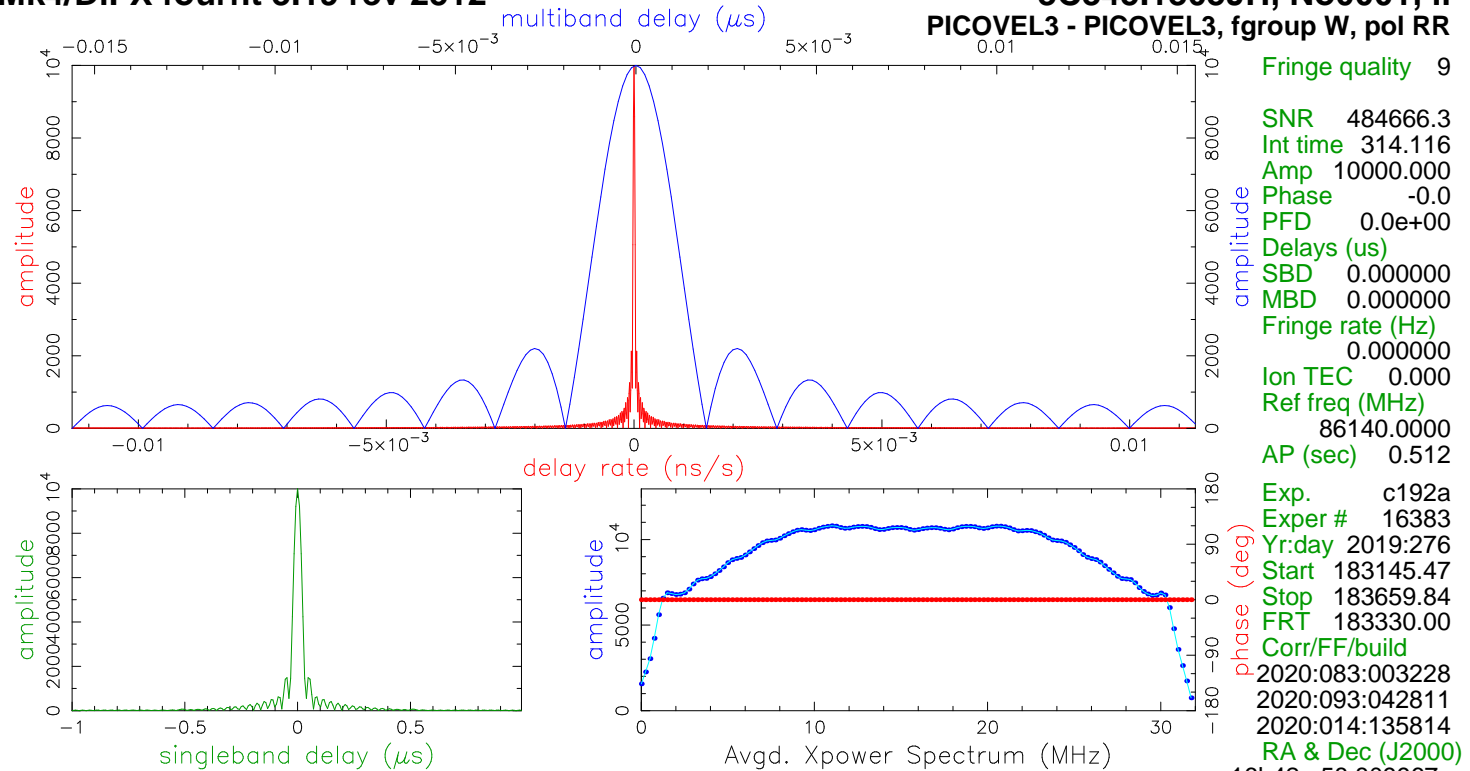 multiband delay (μs)
PICOVEL3 - PICOVEL3, fgroup W, pol RR
−0.015 −0.01 −5×10⁻³ 0 5×10⁻³ 0.01 0.015
amplitude
0 2000 4000 6000 8000 10⁴
amplitude
0 2000 4000 6000 8000 10⁴
−0.01 −5×10⁻³ 0 5×10⁻³ 0.01
delay rate (ns/s)
amplitude
0 2000 4000 6000 8000 10⁴
−1 −0.5 0 0.5
singleband delay (μs)
amplitude
0 5000 10⁴
phase (deg)
−180 −90 0 90 180
0 10 20 30
Avgd. Xpower Spectrum (MHz)
Fringe quality 9
SNR 484666.3
Int time 314.116
Amp 10000.000
Phase -0.0
PFD 0.0e+00
Delays (us)
SBD 0.000000
MBD 0.000000
Fringe rate (Hz)
0.000000
Ion TEC 0.000
Ref freq (MHz)
86140.0000
AP (sec) 0.512
Exp. c192a
Exper # 16383
Yr:day 2019:276
Start 183145.47
Stop 183659.84
FRT 183330.00
Corr/FF/build
2020:083:003228
2020:093:042811
2020:014:135814
RA & Dec (J2000)